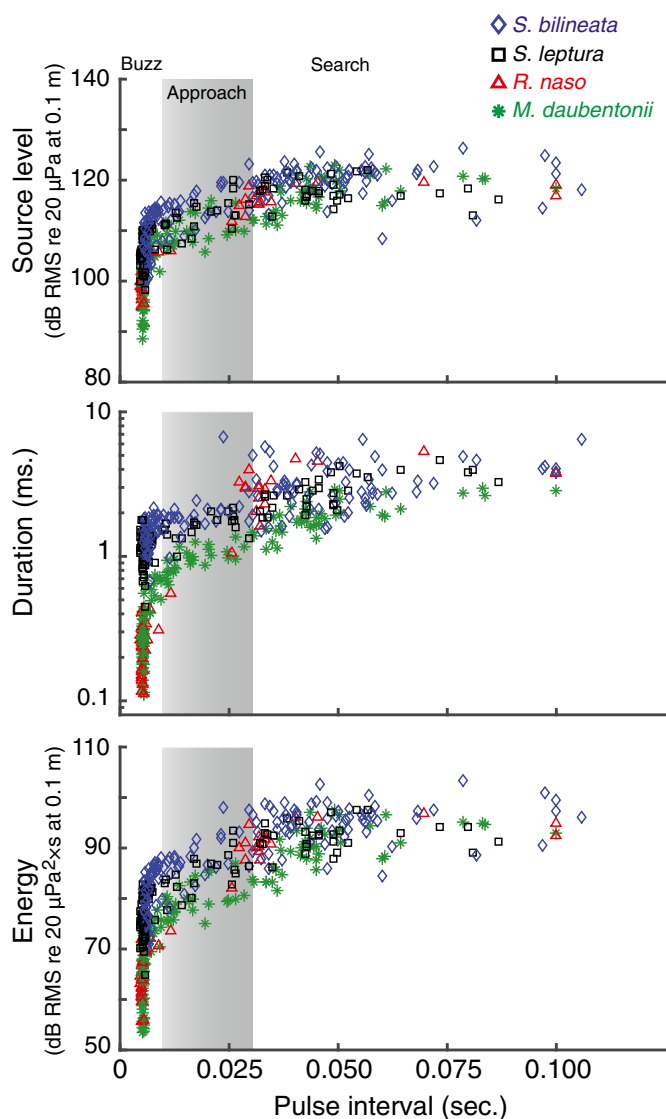 S. bilineata
S. leptura
R. naso
M. daubentonii
Buzz
Search
Approach
140
120
100
80
Source level
(dB RMS re 20 µPa at 0.1 m)
10
1
0.1
Duration (ms.)
110
90
70
50
Energy
(dB RMS re 20 µPa²×s at 0.1 m)
0
0.025
0.050
0.075
0.100
Pulse interval (sec.)